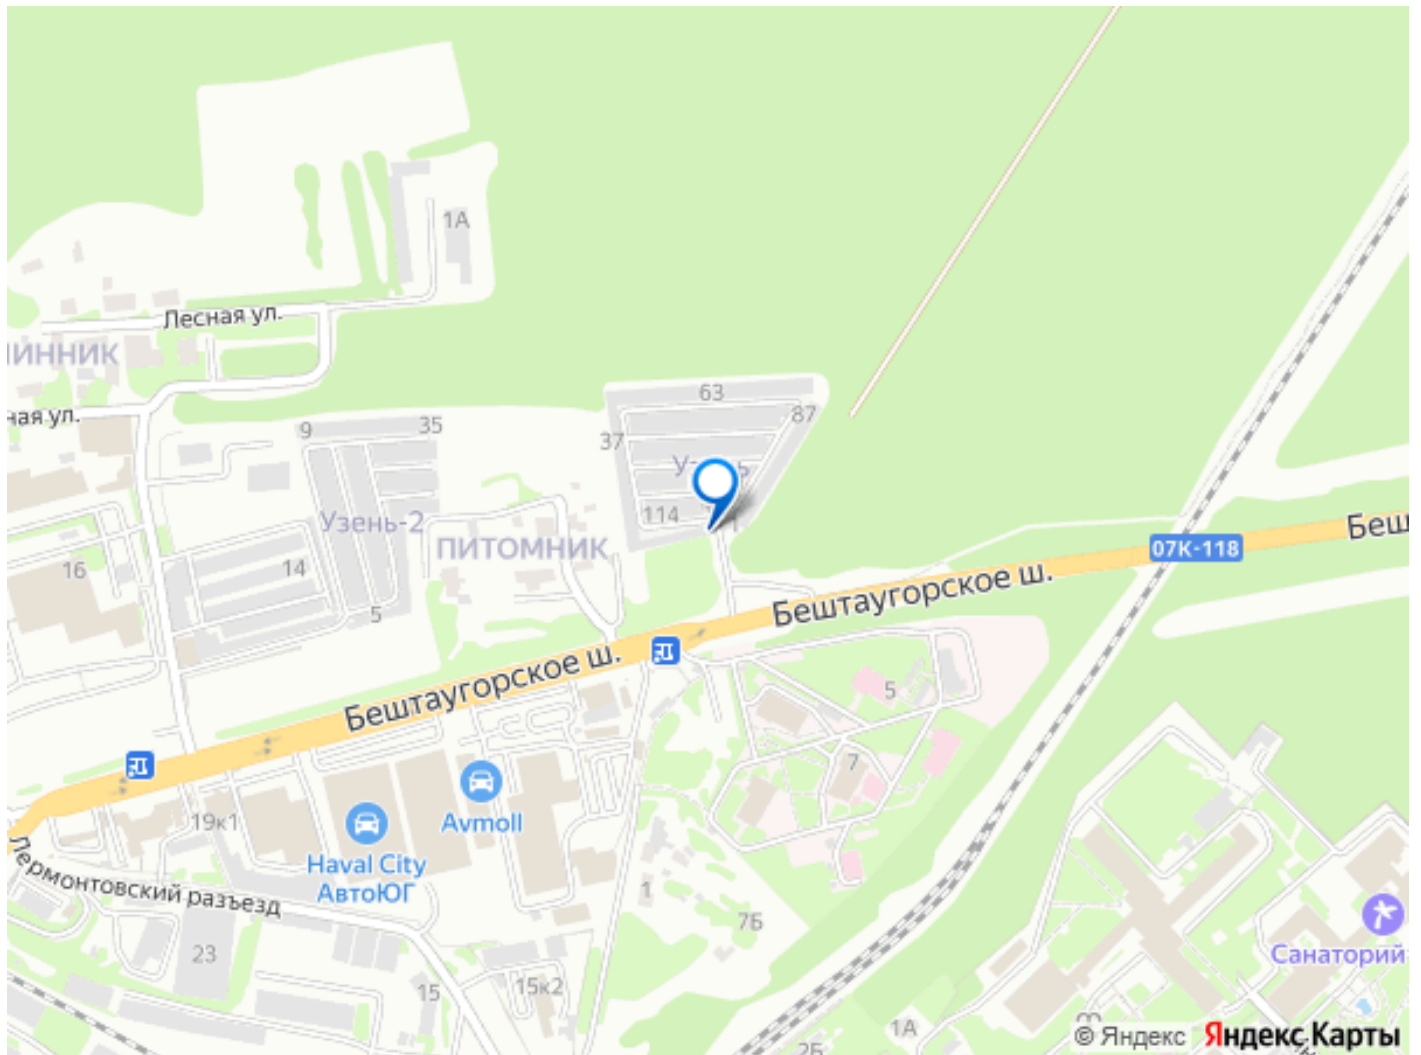 1А
Лесная ул.
ИННИК
ная ул.
63
87
9
35
37
114
1
Узень-2
ПИТОМНИК
14
16
5
07К-118
Беш
Бештаугорское ш.
Бештаугорское ш.
5
7
Avmoll
19к1
Haval City
АвтоЮГ
Лермонтовский разъезд
1
7Б
23
15
15к2
Санаторий
1А
2Б
© Яндекс Яндекс Карты